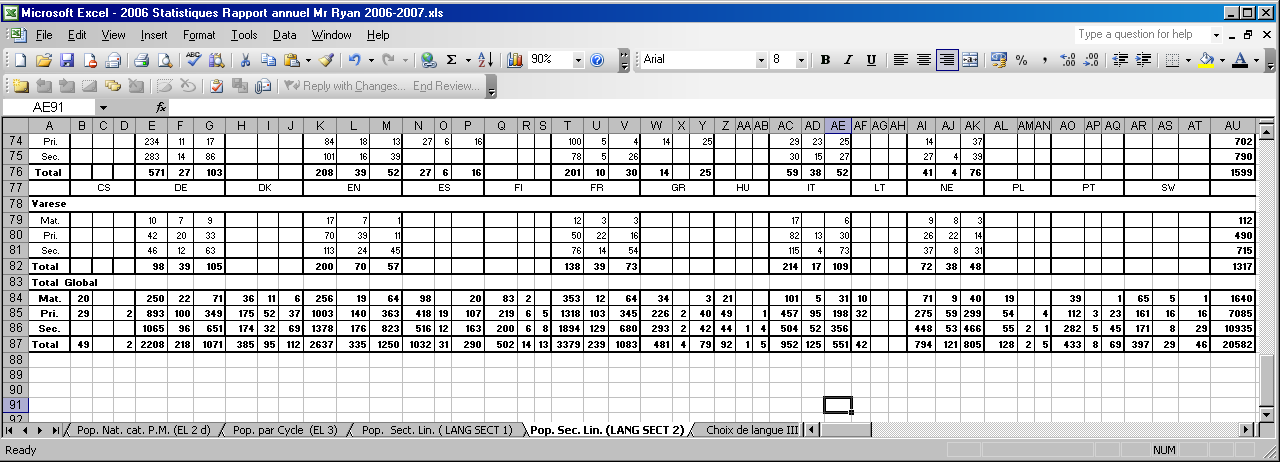 Microsoft Excel - 2006 Statistiques Rapport annuel Mr Ryan 2006-2007.xls
File Edit View Insert Format Tools Data Window Help Type a question for help
90% Arial 8 B I U
Reply with Changes... End Review...
AE91 fx
A B C D E F G H I J K L M N O P Q R S T U V W X Y Z AA AB AC AD AE AF AG AH AI AJ AK AL AM AN AO AP AQ AR AS AT AU
74 Pri. 234 11 17 84 18 13 27 6 16 100 5 4 14 25 29 23 25 14 37 702
75 Sec. 283 14 86 101 16 39 78 5 26 30 15 27 27 4 39 790
76 Total 571 27 103 208 39 52 27 6 16 201 10 30 14 25 59 38 52 41 4 76 1599
77 CS DE DK EN ES FI FR GR HU IT LT NE PL PT SW
78 Varese
79 Mat. 10 7 9 17 7 1 12 3 3 17 6 9 8 3 112
80 Pri. 42 20 33 70 39 11 50 22 16 82 13 30 26 22 14 490
81 Sec. 46 12 63 113 24 45 76 14 54 115 4 73 37 8 31 715
82 Total 98 39 105 200 70 57 138 39 73 214 17 109 72 38 48 1317
83 Total Global
84 Mat. 20 250 22 71 36 11 6 256 19 64 98 20 83 2 353 12 64 34 3 21 101 5 31 10 71 9 40 19 39 1 65 5 1 1640
85 Pri. 29 2 893 100 349 175 52 37 1003 140 363 418 19 107 219 6 5 1318 103 345 226 2 40 49 1 347 95 198 32 275 59 299 54 4 112 3 23 161 16 16 7085
86 Sec. 1065 96 651 174 32 69 1378 176 823 516 12 163 200 6 8 1894 129 680 293 2 42 44 1 4 504 52 356 448 53 466 55 2 1 282 5 45 171 8 29 10935
87 Total 49 2 2208 218 1071 385 95 112 2637 335 1250 1032 31 290 502 14 13 3379 239 1083 481 4 79 92 1 5 952 125 551 42 794 121 805 128 2 5 433 8 69 397 29 46 20582
88
89
90
91
92
Pop. Nat. cat. P.M. (EL 2 d) Pop. par Cycle (EL 3) Pop. Sect. Lin. ( LANG SECT 1) Pop. Sec. Lin. (LANG SECT 2) Choix de langue III
Ready NUM